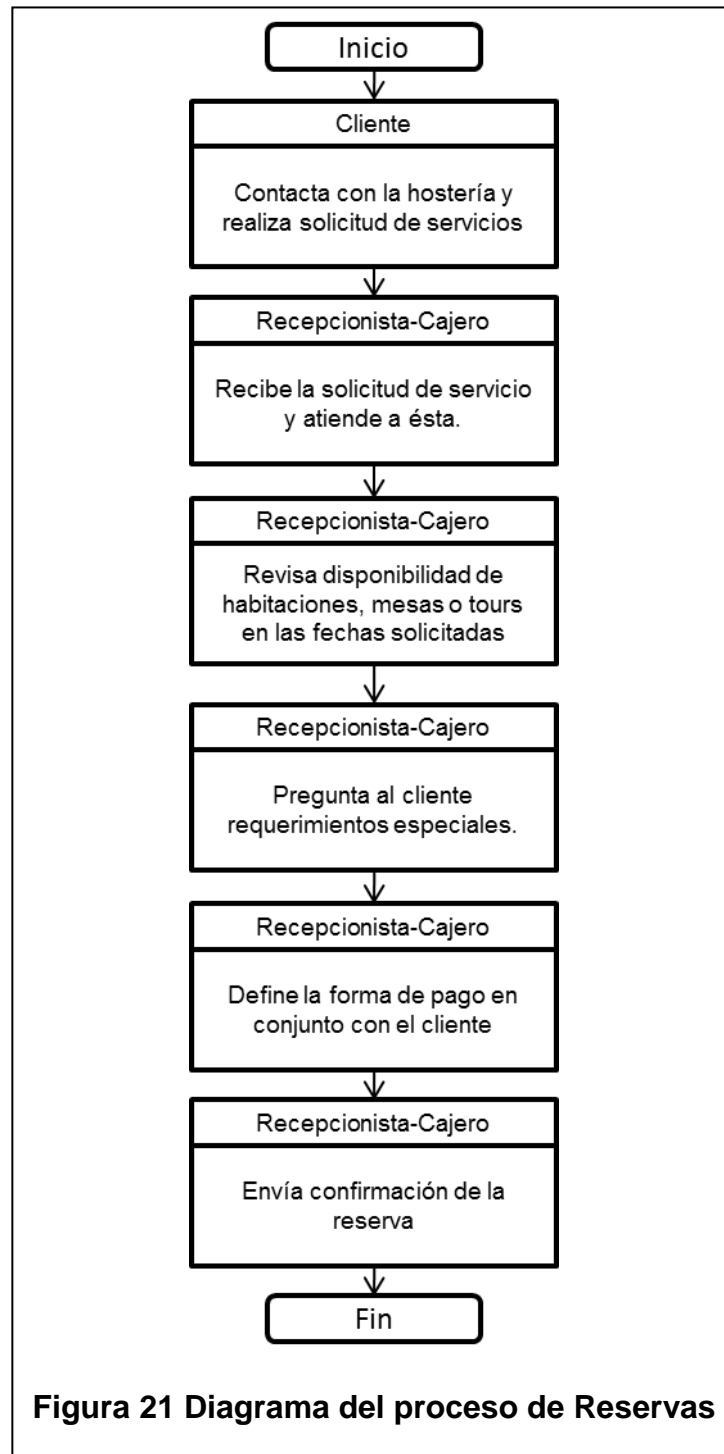 Inicio
Cliente
Contacta con la hostería y
realiza solicitud de servicios
Recepcionista-Cajero
Recibe la solicitud de servicio
y atiende a ésta.
Recepcionista-Cajero
Revisa disponibilidad de
habitaciones, mesas o tours
en las fechas solicitadas
Recepcionista-Cajero
Pregunta al cliente
requerimientos especiales.
Recepcionista-Cajero
Define la forma de pago en
conjunto con el cliente
Recepcionista-Cajero
Envía confirmación de la
reserva
Fin
Figura 21 Diagrama del proceso de Reservas